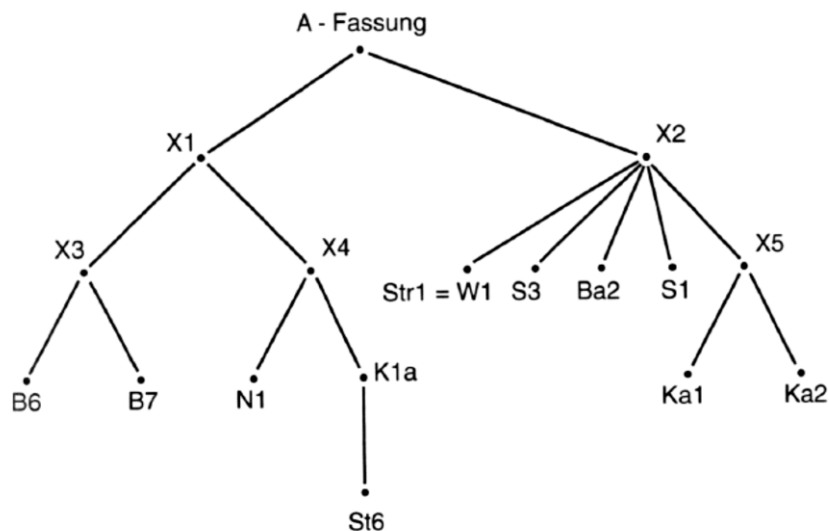 A - Fassung
X1
X2
X3
X4
X5
Str1 = W1 S3 Ba2 S1
B6 B7 N1 K1a Ka1 Ka2
St6